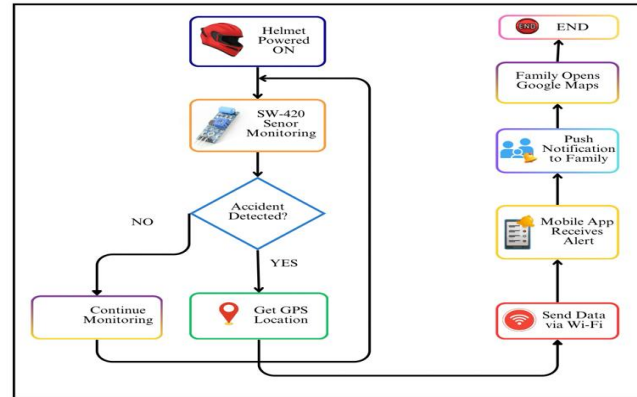 Helmet
Powered
ON
SW-420
Senor
Monitoring
Accident
Detected?
NO
YES
Continue
Monitoring
Get GPS
Location
Send Data
via Wi-Fi
Mobile App
Receives
Alert
Push
Notification
to Family
Family Opens
Google Maps
END
END